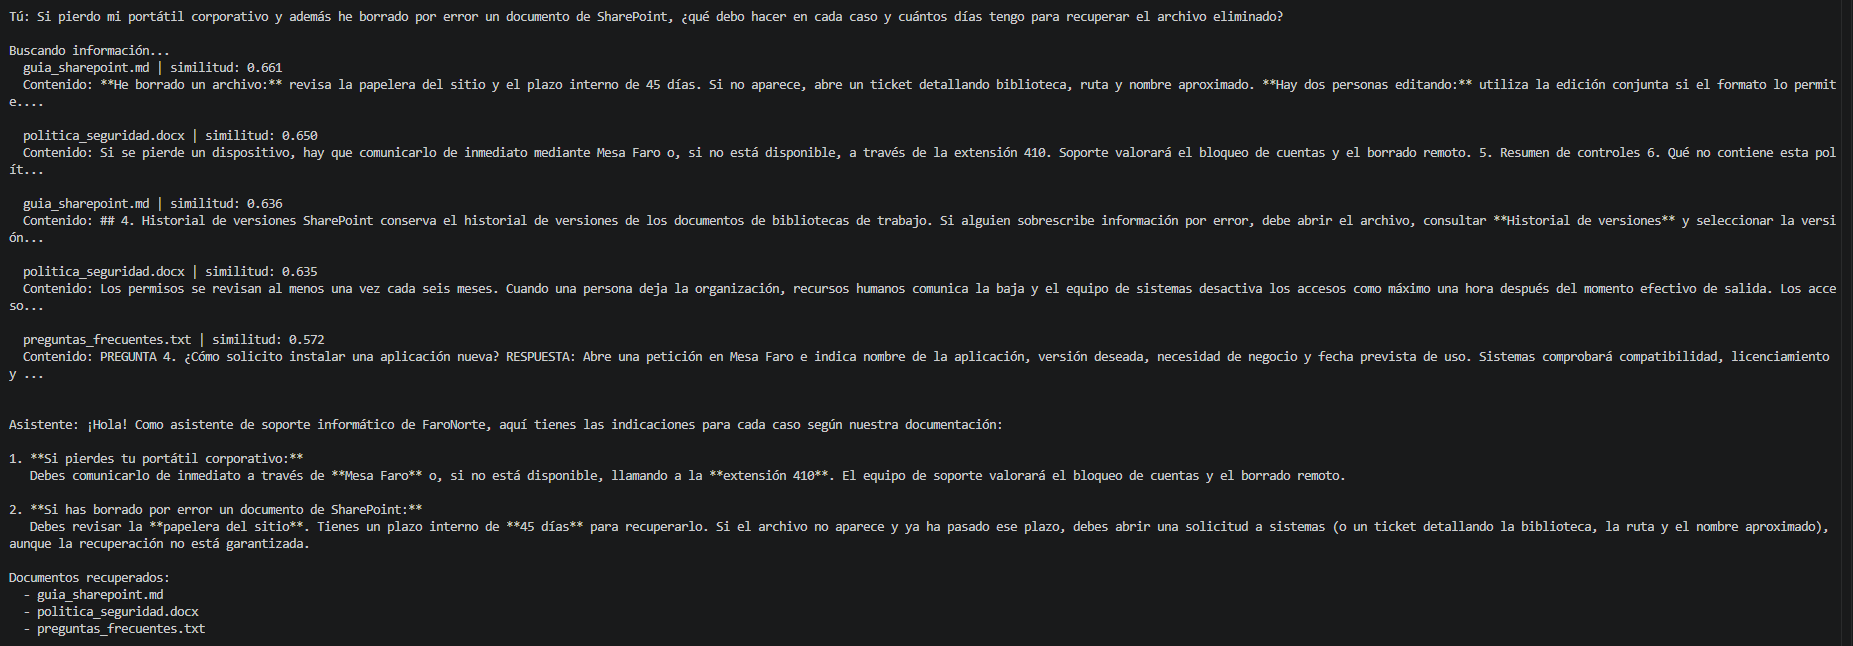 Tú: Si pierdo mi portátil corporativo y además he borrado por error un documento de SharePoint, ¿qué debo hacer en cada caso y cuántos días tengo para recuperar el archivo eliminado?
Buscando información...
guia_sharepoint.md | similitud: 0.661
Contenido: **He borrado un archivo:** revisa la papelera del sitio y el plazo interno de 45 días. Si no aparece, abre un ticket detallando biblioteca, ruta y nombre aproximado. **Hay dos personas editando:** utiliza la edición conjunta si el formato lo permit
e....
politica_seguridad.docx | similitud: 0.650
Contenido: Si se pierde un dispositivo, hay que comunicarlo de inmediato mediante Mesa Faro o, si no está disponible, a través de la extensión 410. Soporte valorará el bloqueo de cuentas y el borrado remoto. 5. Resumen de controles 6. Qué no contiene esta pol
ít...
guia_sharepoint.md | similitud: 0.636
Contenido: ## 4. Historial de versiones SharePoint conserva el historial de versiones de los documentos de bibliotecas de trabajo. Si alguien sobrescribe información por error, debe abrir el archivo, consultar **Historial de versiones** y seleccionar la versi
ón...
politica_seguridad.docx | similitud: 0.635
Contenido: Los permisos se revisan al menos una vez cada seis meses. Cuando una persona deja la organización, recursos humanos comunica la baja y el equipo de sistemas desactiva los accesos como máximo una hora después del momento efectivo de salida. Los acce
so...
preguntas_frecuentes.txt | similitud: 0.572
Contenido: PREGUNTA 4. ¿Cómo solicito instalar una aplicación nueva? RESPUESTA: Abre una petición en Mesa Faro e indica nombre de la aplicación, versión deseada, necesidad de negocio y fecha prevista de uso. Sistemas comprobará compatibilidad, licenciamiento
y ...
Asistente: ¡Hola! Como asistente de soporte informático de FaroNorte, aquí tienes las indicaciones para cada caso según nuestra documentación:
1. **Si pierdes tu portátil corporativo:**
Debes comunicarlo de inmediato a través de **Mesa Faro** o, si no está disponible, llamando a la **extensión 410**. El equipo de soporte valorará el bloqueo de cuentas y el borrado remoto.
2. **Si has borrado por error un documento de SharePoint:**
Debes revisar la **papelera del sitio**. Tienes un plazo interno de **45 días** para recuperarlo. Si el archivo no aparece y ya ha pasado ese plazo, debes abrir una solicitud a sistemas (o un ticket detallando la biblioteca, la ruta y el nombre aproximado),
aunque la recuperación no está garantizada.
Documentos recuperados:
- guia_sharepoint.md
- politica_seguridad.docx
- preguntas_frecuentes.txt